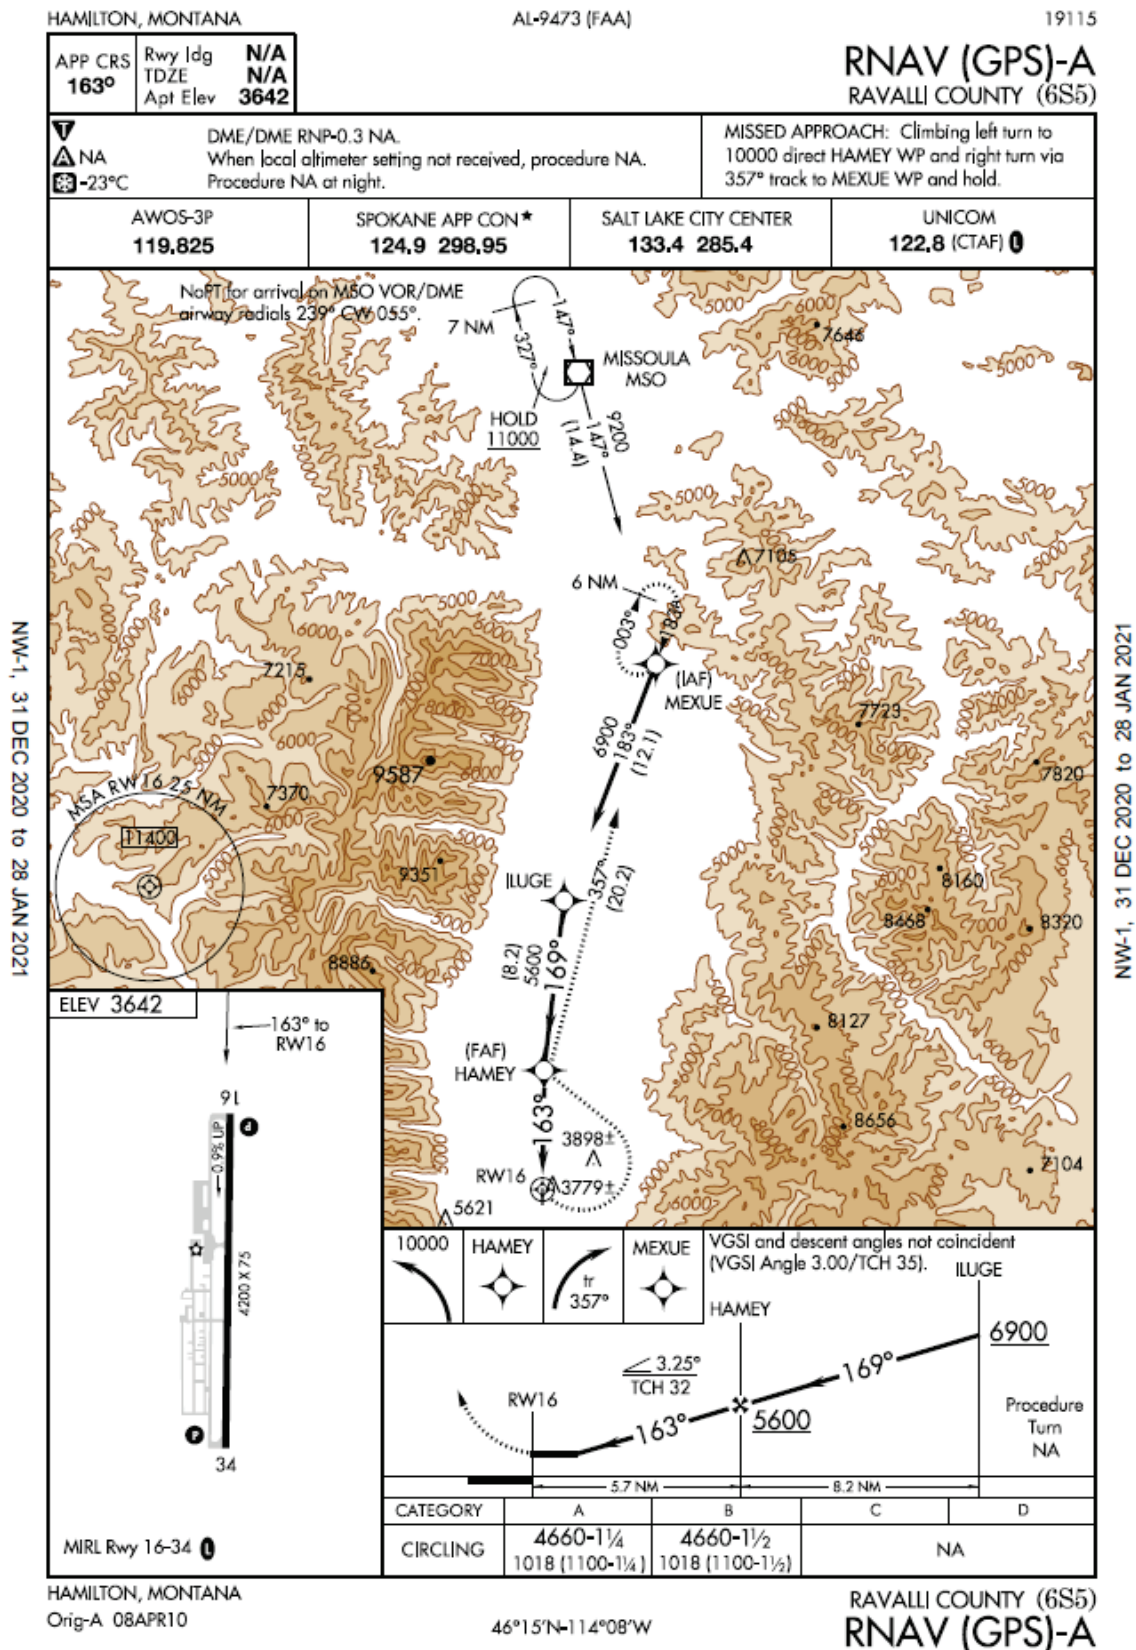 HAMILTON, MONTANA
AL-9473 (FAA)
19115
APP CRS
163°
Rwy Idg N/A
TDZE N/A
Apt Elev 3642
RNAV (GPS)-A
RAVALLI COUNTY (6S5)
T
A NA
-23°C
DME/DME RNP-0.3 NA.
When local altimeter setting not received, procedure NA.
Procedure NA at night.
MISSED APPROACH: Climbing left turn to
10000 direct HAMEY WP and right turn via
357° track to MEXUE WP and hold.
AWOS-3P
119.825
SPOKANE APP CON★
124.9 298.95
SALT LAKE CITY CENTER
133.4 285.4
UNICOM
122.8 (CTAF) L
NoPT for arrival on MSO VOR/DME
airway radials 239° CW 055°.
7 NM
147°
327°
MISSOULA
MSO
HOLD
11000
9200
147°
(14.4)
5000
6000
7646
7105
6 NM
003°
183°
(IAF)
MEXUE
6900
183°
(12.1)
7215
7000
9587
7370
7723
7820
MSA RW 16 25 NM
11400
9351
ILUGE
357°
(20.2)
8160
8468
8320
8886
(8.2)
5600
169°
8127
(FAF)
HAMEY
163°
3898±
RW16
3779±
5621
8656
7104
8000
NW-1, 31 DEC 2020 to 28 JAN 2021
NW-1, 31 DEC 2020 to 28 JAN 2021
ELEV 3642
163° to
RW16
16
P
0.9% UP
4200 X 75
P
34
MIRL Rwy 16-34 L
10000
HAMEY
tr
357°
MEXUE
VGSI and descent angles not coincident
(VGSI Angle 3.00/TCH 35).
ILUGE
HAMEY
6900
169°
3.25°
TCH 32
RW16
163°
5600
Procedure
Turn
NA
5.7 NM
8.2 NM
CATEGORY A B C D
CIRCLING
4660-1¼
1018 (1100-1¼)
4660-1½
1018 (1100-1½)
NA
HAMILTON, MONTANA
Orig-A 08APR10
46°15'N-114°08'W
RAVALLI COUNTY (6S5)
RNAV (GPS)-A